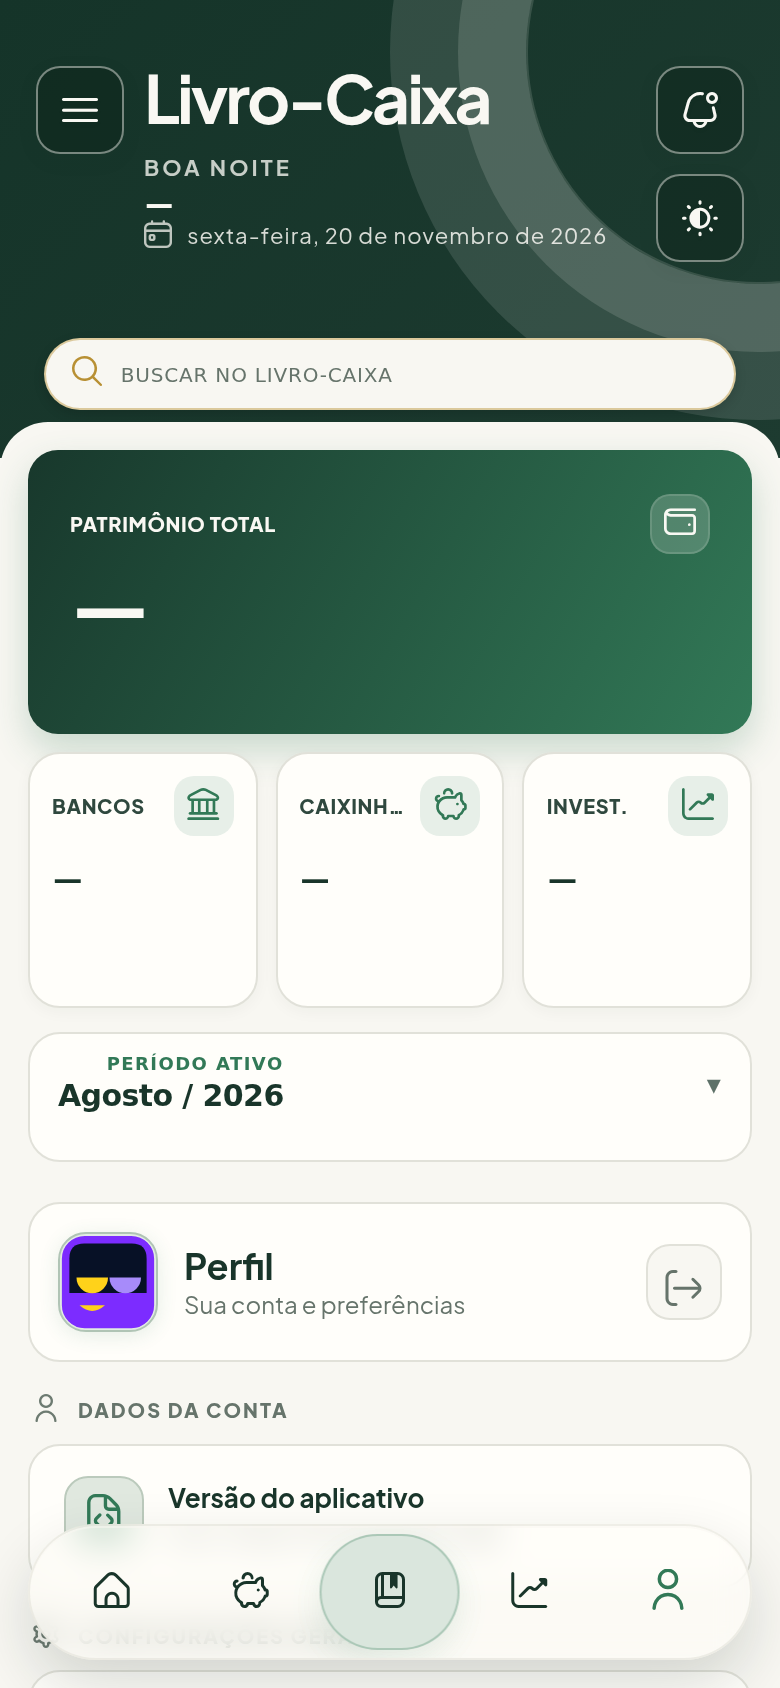 Livro-Caixa
BOA NOITE
—
sexta-feira, 20 de novembro de 2026
BUSCAR NO LIVRO-CAIXA
PATRIMÔNIO TOTAL
—
BANCOS
—
CAIXINH…
—
INVEST.
—
PERÍODO ATIVO
Agosto / 2026
▼
Perfil
Sua conta e preferências
DADOS DA CONTA
Versão do aplicativo